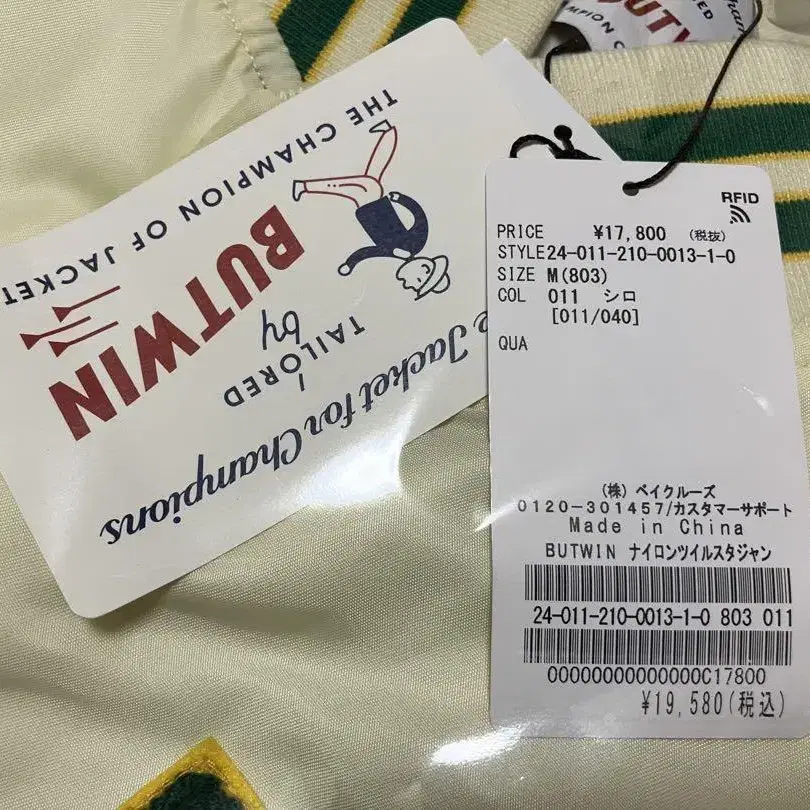 BUTWIN
CHAMPION
THE CHAMPION OF JACKET
BUTWIN
by
TAILORED
Jacket for Champions
RFID
PRICE ¥17,800 (税抜)
STYLE24-011-210-0013-1-0
SIZE M(803)
COL 011 シロ
[011/040]
QUA
(株) ベイクルーズ
0120-301457/カスタマーサポート
Made in China
BUTWIN ナイロンツイルスタジャン
24-011-210-0013-1-0 803 011
00000000000000C17800
¥19,580(税込)